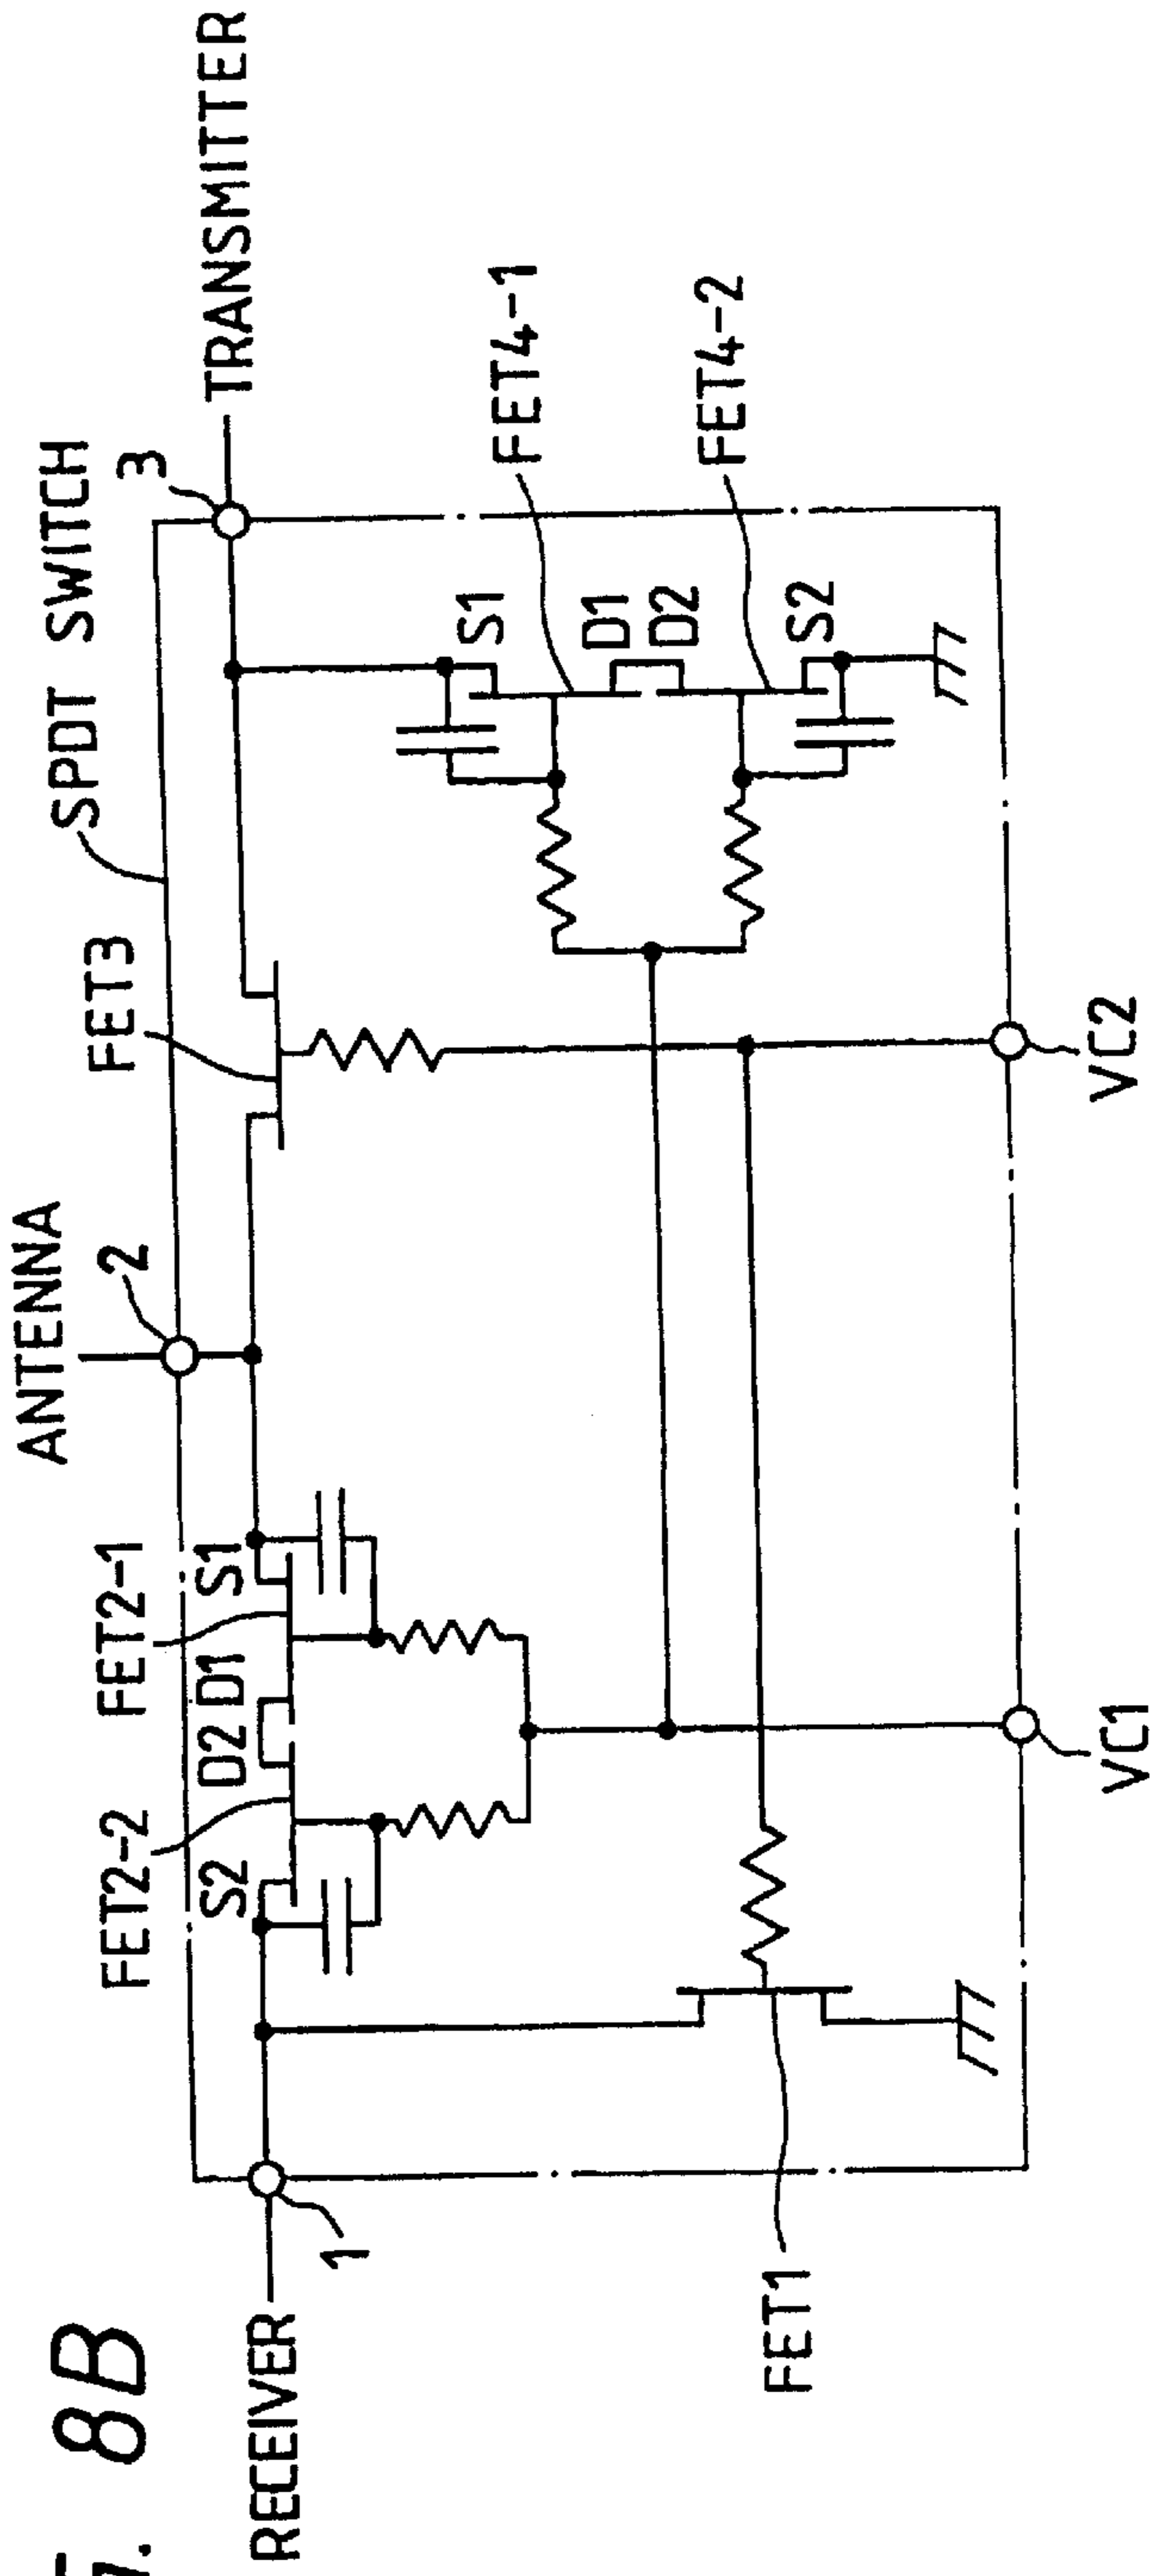 8B
ANTENNA
SPDT SWITCH
2
FET3
3
TRANSMITTER
RECEIVER
1
FET2-2
FET2-1
S2
D2
D1
S1
S1
FET4-1
D1
D2
FET4-2
S2
FET1
VC1
VC2